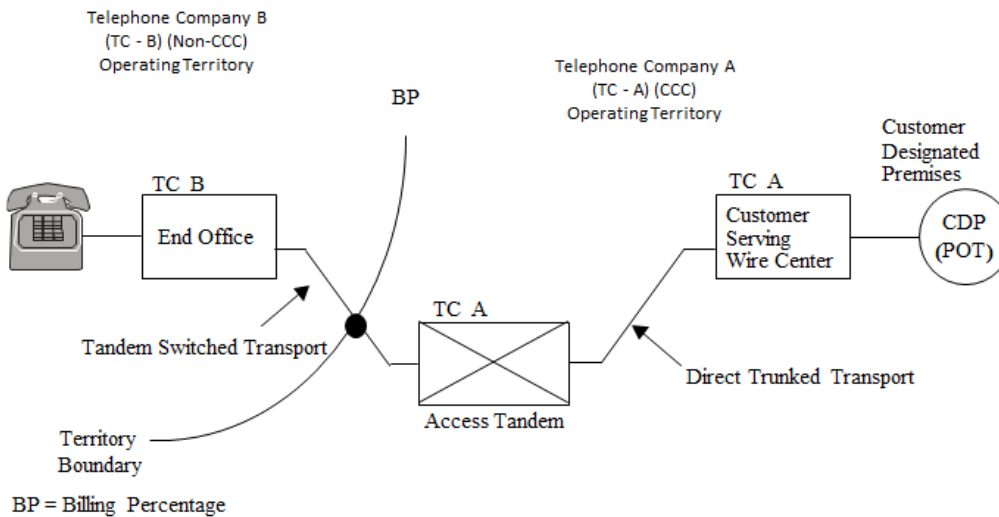 Telephone Company B
(TC - B) (Non-CCC)
Operating Territory
Telephone Company A
(TC - A) (CCC)
Operating Territory
BP
Customer
Designated
Premises
TC B
End Office
TC A
Customer
Serving
Wire Center
CDP
(POT)
Tandem Switched Transport
TC A
Access Tandem
Direct Trunked Transport
Territory
Boundary
BP = Billing Percentage